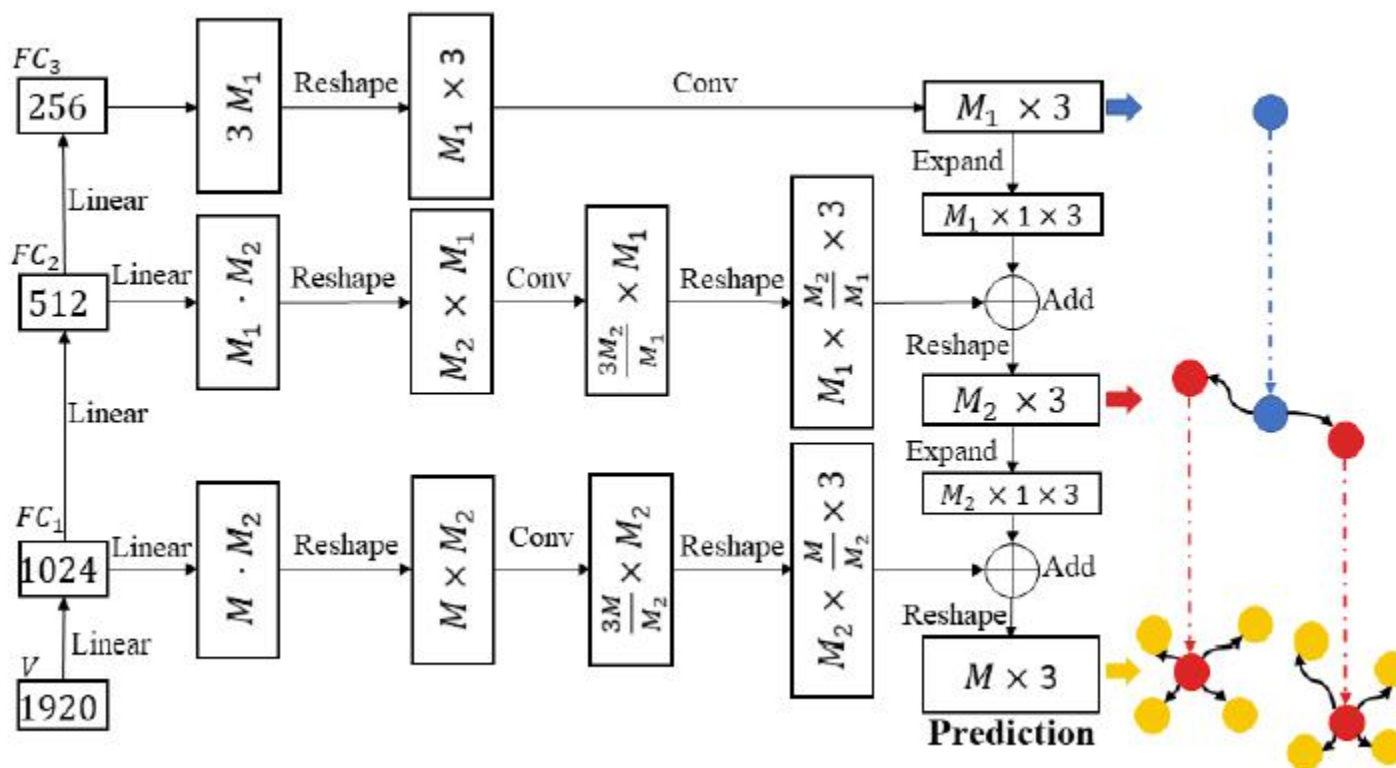 FC₃
256
3 M₁
Reshape
M₁ × 3
Conv
M₁ × 3
Expand
M₁ × 1 × 3
Linear
FC₂
512
Linear
M₁ · M₂
Reshape
M₂ × M₁
Conv
3M₂/M₁ × M₁
Reshape
M₁ × M₂/M₁ × 3
Add
Reshape
M₂ × 3
Expand
M₂ × 1 × 3
Linear
FC₁
1024
Linear
M · M₂
Reshape
M × M₂
Conv
3M/M₂ × M₂
Reshape
M₂ × M/M₂ × 3
Add
Reshape
M × 3
Prediction
Linear
V
1920